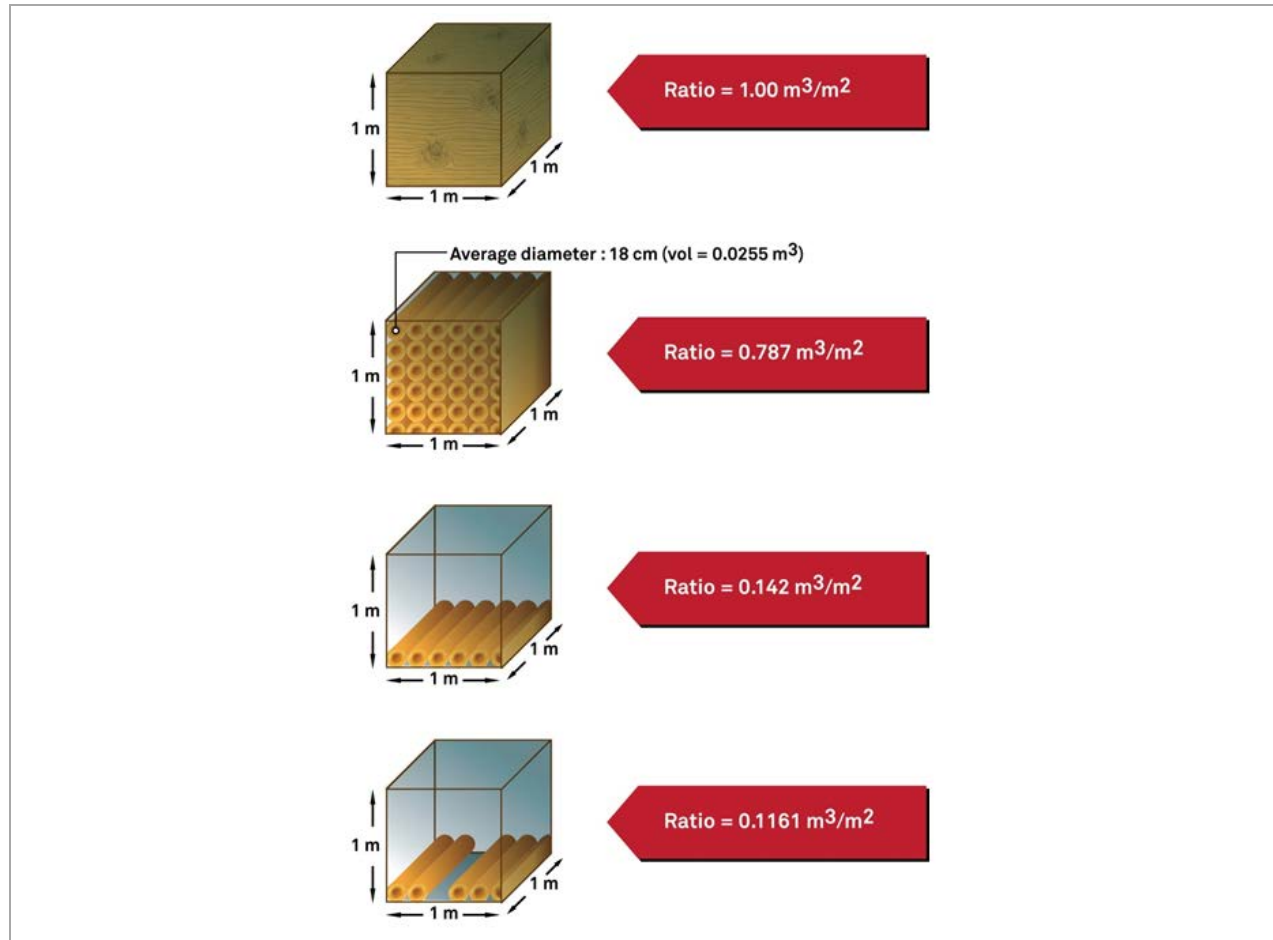 Ratio = 1.00 m³/m²
1 m
1 m
1 m
Average diameter : 18 cm (vol = 0.0255 m³)
Ratio = 0.787 m³/m²
1 m
1 m
1 m
Ratio = 0.142 m³/m²
1 m
1 m
1 m
Ratio = 0.1161 m³/m²
1 m
1 m
1 m